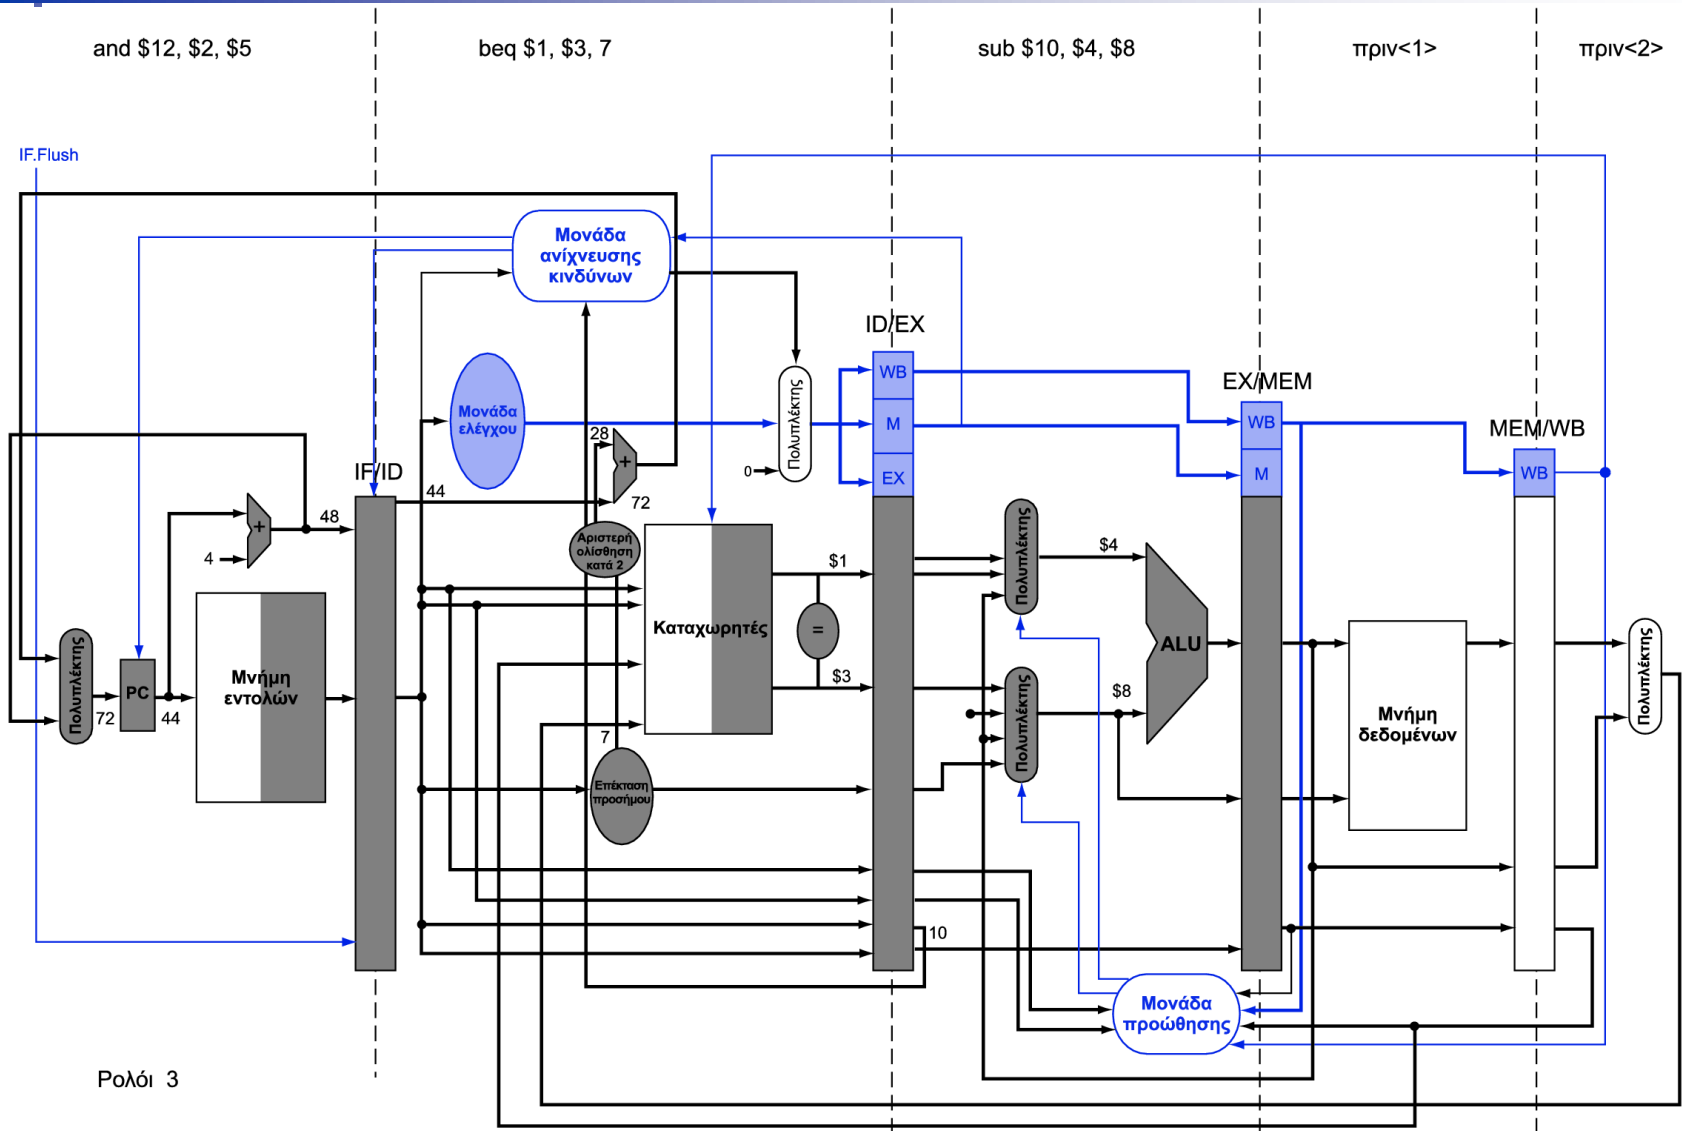 and $12, $2, $5
beq $1, $3, 7
sub $10, $4, $8
πριν<1>
πριν<2>
IF.Flush
Μονάδα
ανίχνευσης
κινδύνων
ID/EX
WB
M
EX
EX/MEM
WB
M
MEM/WB
WB
Μονάδα
ελέγχου
Πολυπλέκτης
0
28
+
72
IF/ID
44
48
+
4
Αριστερή
ολίσθηση
κατά 2
Πολυπλέκτης
$4
$1
=
$3
Καταχωρητές
Μνήμη
εντολών
Πολυπλέκτης
PC
72
44
ALU
$8
Πολυπλέκτης
Μνήμη
δεδομένων
Πολυπλέκτης
7
Επέκταση
προσήμου
10
Μονάδα
προώθησης
Ρολόι 3